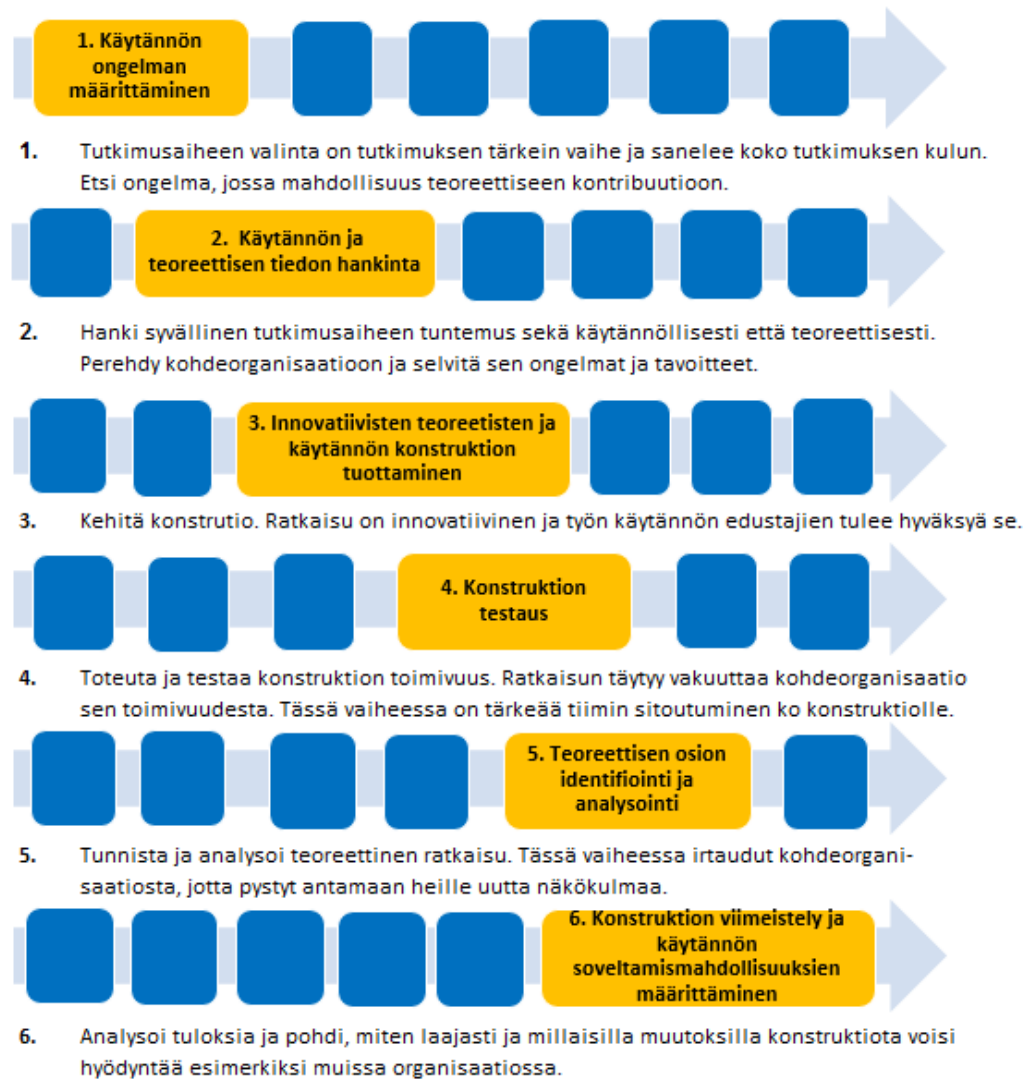 1. Käytännön
ongelman
määrittäminen
1. Tutkimusaiheen valinta on tutkimuksen tärkein vaihe ja sanelee koko tutkimuksen kulun.
Etsi ongelma, jossa mahdollisuus teoreettiseen kontribuutioon.
2. Käytännön ja
teoreettisen tiedon hankinta
2. Hanki syvällinen tutkimusaiheen tuntemus sekä käytännöllisesti että teoreettisesti.
Perehdy kohdeorganisaatioon ja selvitä sen ongelmat ja tavoitteet.
3. Innovatiivisten teoreetisten ja
käytännön konstruktion
tuottaminen
3. Kehitä konstrutio. Ratkaisu on innovatiivinen ja työn käytännön edustajien tulee hyväksyä se.
4. Konstruktion
testaus
4. Toteuta ja testaa konstruktion toimivuus. Ratkaisun täytyy vakuuttaa kohdeorganisaatio
sen toimivuudesta. Tässä vaiheessa on tärkeää tiimin sitoutuminen ko konstruktiolle.
5. Teoreettisen osion
identifiointi ja
analysointi
5. Tunnista ja analysoi teoreettinen ratkaisu. Tässä vaiheessa irtaudut kohdeorgani-
saatiosta, jotta pystyt antamaan heille uutta näkökulmaa.
6. Konstruktion viimeistely ja
käytännön
soveltamismahdollisuuksien
määrittäminen
6. Analysoi tuloksia ja pohdi, miten laajasti ja millaisilla muutoksilla konstruktiota voisi
hyödyntää esimerkiksi muissa organisaatiossa.